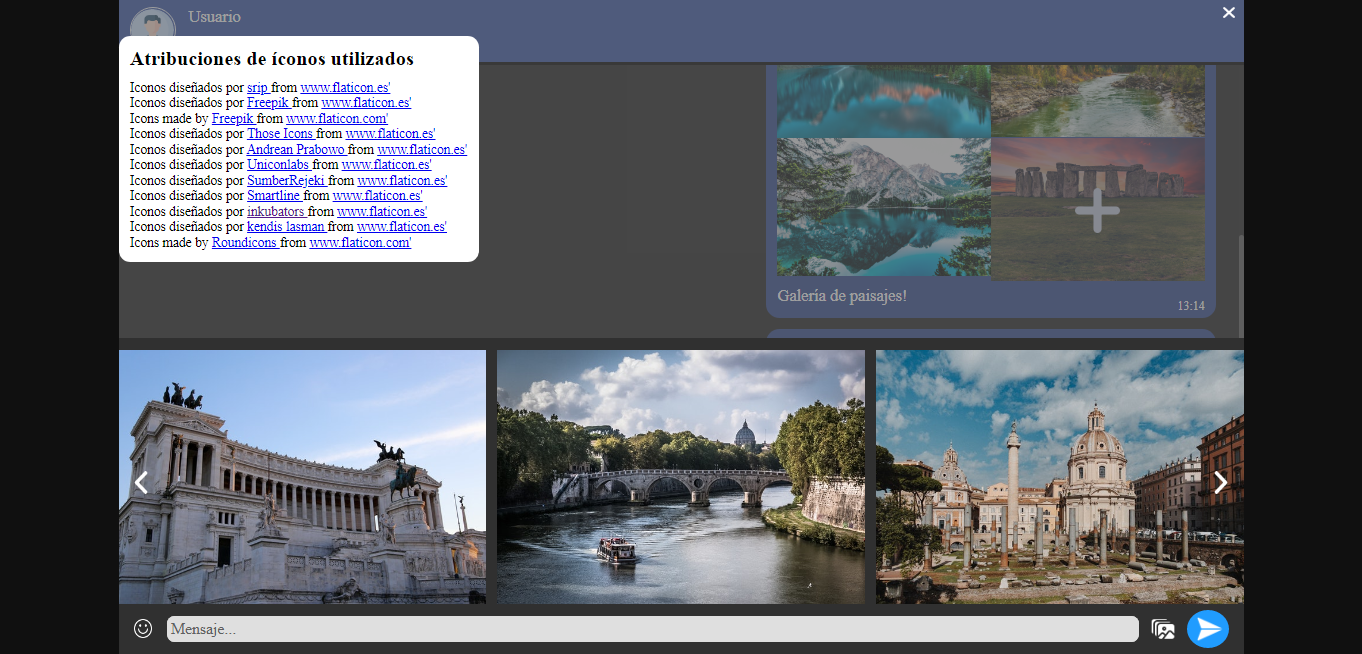 Usuario
Atribuciones de íconos utilizados
Iconos diseñados por srip from www.flaticon.es'
Iconos diseñados por Freepik from www.flaticon.es'
Icons made by Freepik from www.flaticon.com'
Iconos diseñados por Those Icons from www.flaticon.es'
Iconos diseñados por Andrean Prabowo from www.flaticon.es'
Iconos diseñados por Uniconlabs from www.flaticon.es'
Iconos diseñados por SumberRejeki from www.flaticon.es'
Iconos diseñados por Smartline from www.flaticon.es'
Iconos diseñados por inkubators from www.flaticon.es'
Iconos diseñados por kendis lasman from www.flaticon.es'
Icons made by Roundicons from www.flaticon.com'
Galería de paisajes!
13:14
Mensaje...